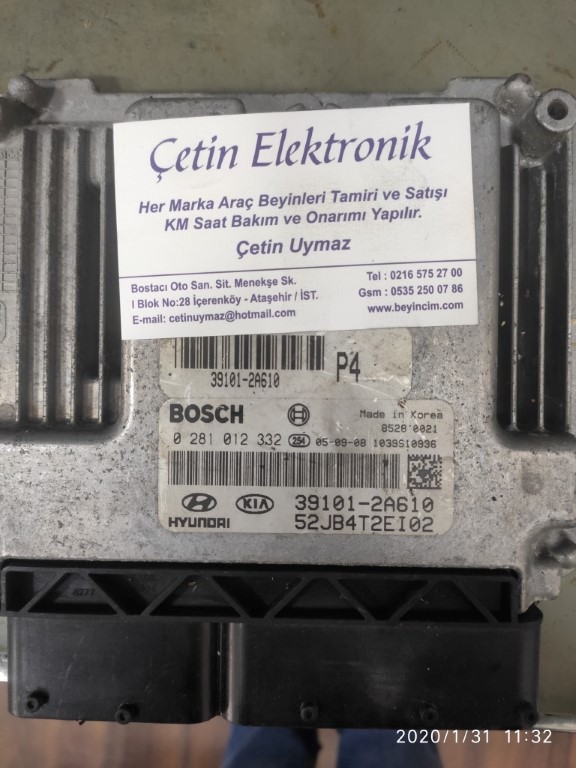 Çetin Elektronik
Her Marka Araç Beyinleri Tamiri ve Satışı
KM Saat Bakım ve Onarımı Yapılır.
Çetin Uymaz
Bostacı Oto San. Sit. Menekşe Sk.
I Blok No:28 İçerenköy - Ataşehir / İST.
E-mail: cetinuymaz@hotmail.com
Tel : 0216 575 27 00
Gsm : 0535 250 07 86
www.beyincim.com
39101-2A610
P4
BOSCH
Made in Korea
8528'0021
0 281 012 332 254 05-09-08 1039S10936
HYUNDAI
KIA
39101-2A610
52JB4T2EI02
2020/1/31 11:32